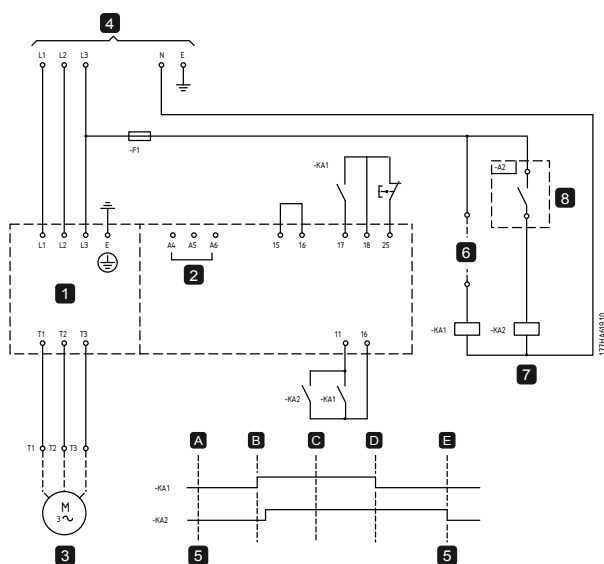 4
L1 L2 L3 N E
-F1
-KA1
-A2
8
L1 L2 L3 E
A4 A5 A6 15 16 17 18 25
1
2
6
-KA1 -KA2
7
177HA619.10
T1 T2 T3
11 16
-KA2 -KA1
T1 T2 T3
M
3~
3
A B C D E
-KA1
-KA2
5 5